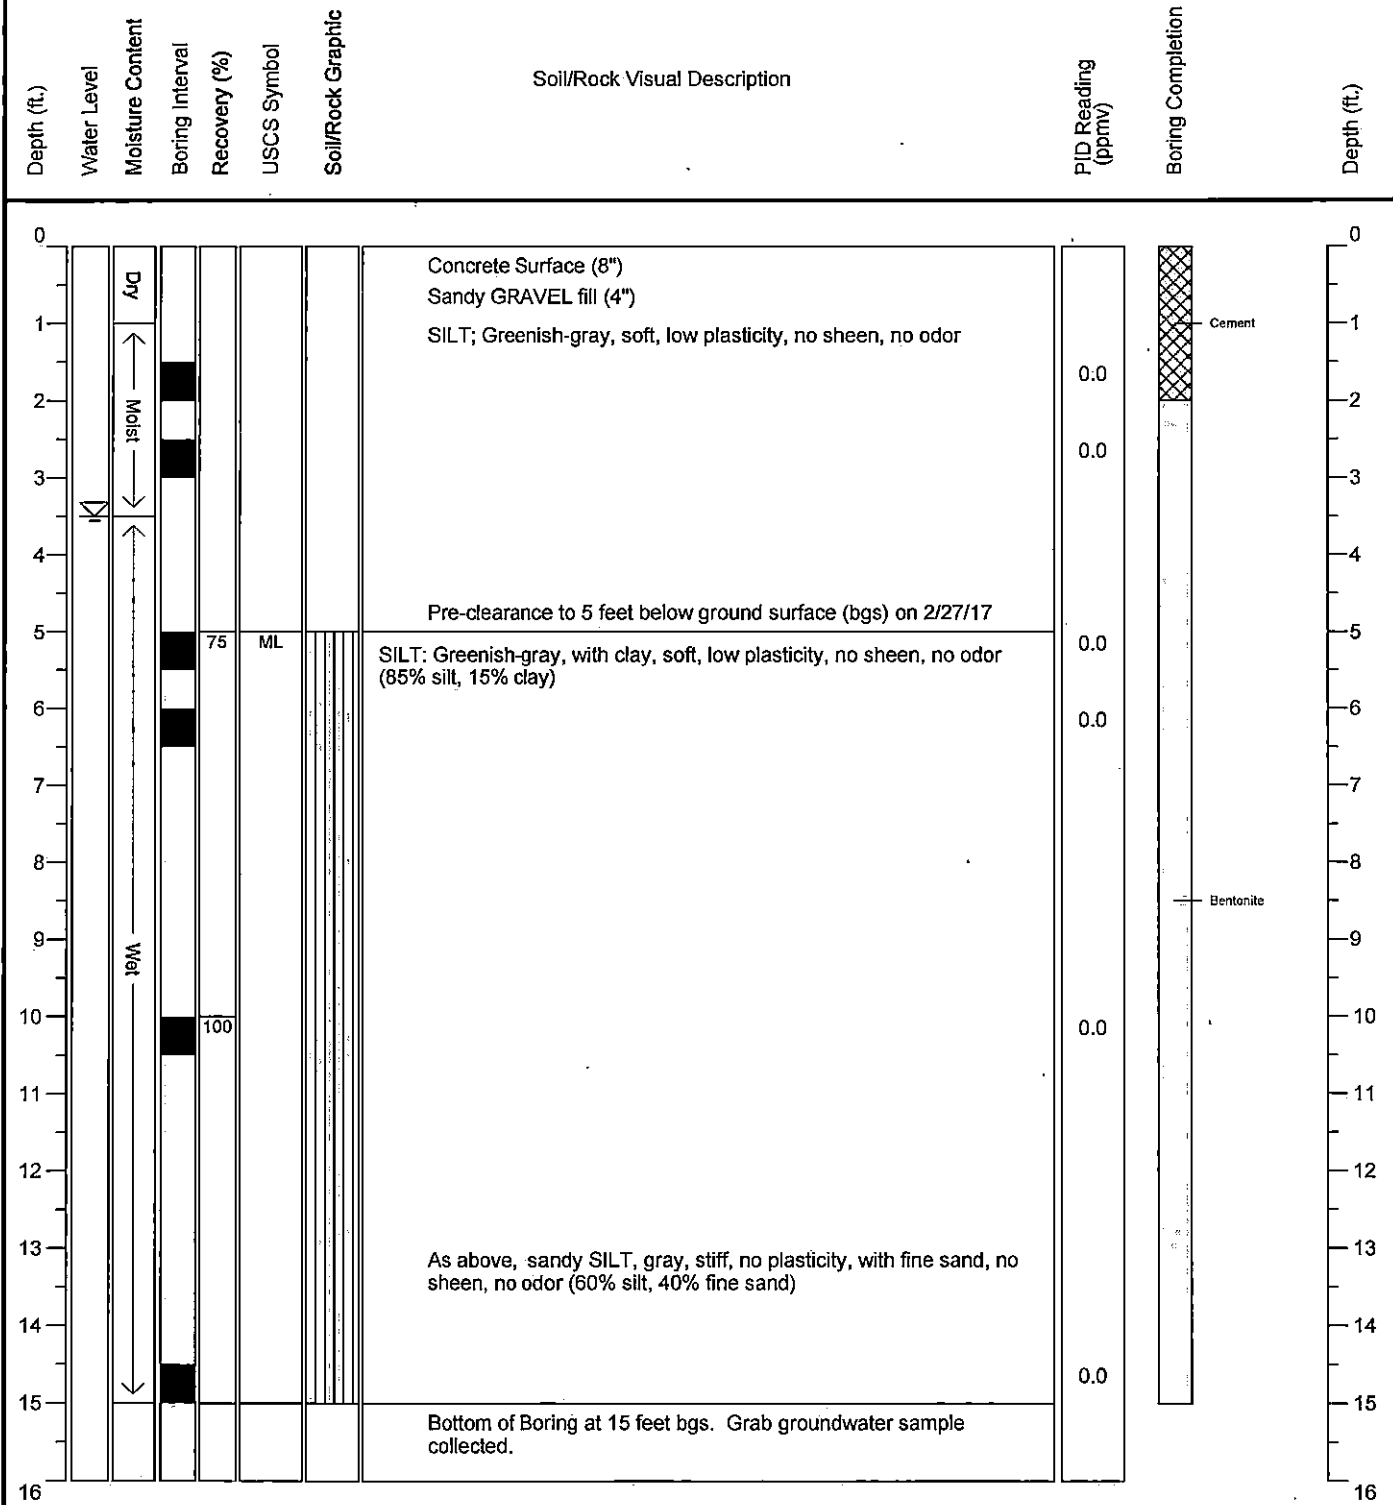 Depth (ft.)
Water Level
Moisture Content
Boring Interval
Recovery (%)
USCS Symbol
Soil/Rock Graphic
Soil/Rock Visual Description
PID Reading (ppmv)
Boring Completion
Depth (ft.)
0
0
Dry
Concrete Surface (8")
Sandy GRAVEL fill (4")
1
SILT; Greenish-gray, soft, low plasticity, no sheen, no odor
Cement
1
0.0
2
Moist
2
0.0
3
3
4
4
Pre-clearance to 5 feet below ground surface (bgs) on 2/27/17
5
75
ML
0.0
5
SILT: Greenish-gray, with clay, soft, low plasticity, no sheen, no odor
(85% silt, 15% clay)
6
0.0
6
7
7
8
8
Bentonite
9
Wet
9
10
100
0.0
10
11
11
12
12
13
13
As above, sandy SILT, gray, stiff, no plasticity, with fine sand, no
sheen, no odor (60% silt, 40% fine sand)
14
14
0.0
15
15
Bottom of Boring at 15 feet bgs. Grab groundwater sample
collected.
16
16